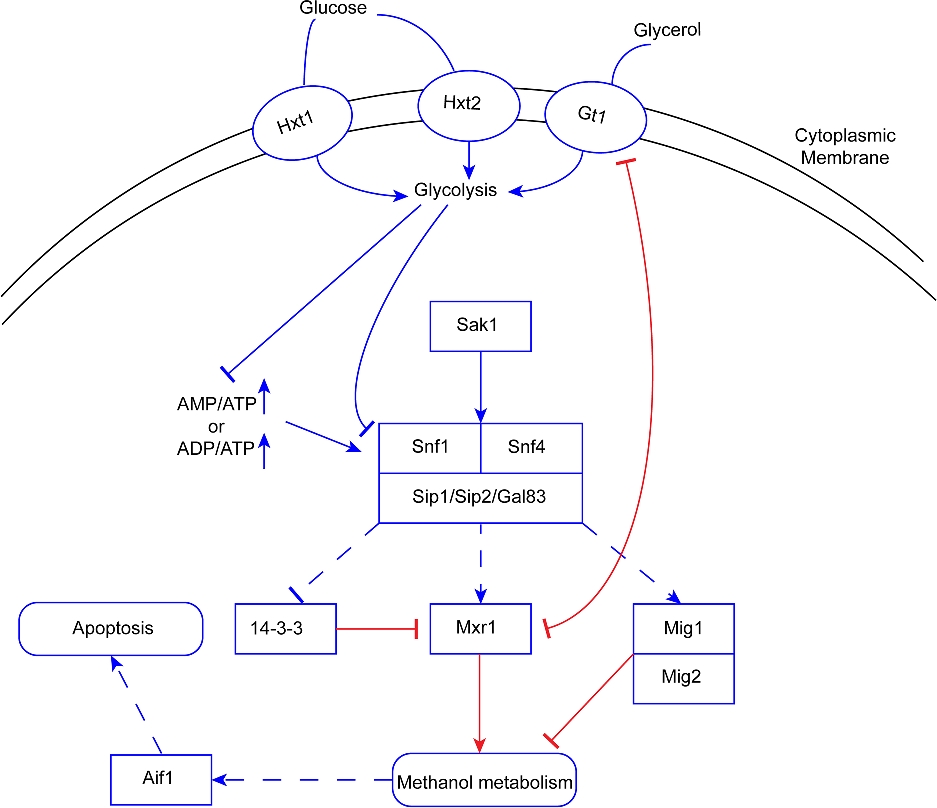 Glucose
Glycerol
Hxt1
Hxt2
Gt1
Cytoplasmic
Membrane
Glycolysis
Sak1
AMP/ATP
or
ADP/ATP
Snf1
Snf4
Sip1/Sip2/Gal83
Apoptosis
14-3-3
Mxr1
Mig1
Mig2
Aif1
Methanol metabolism